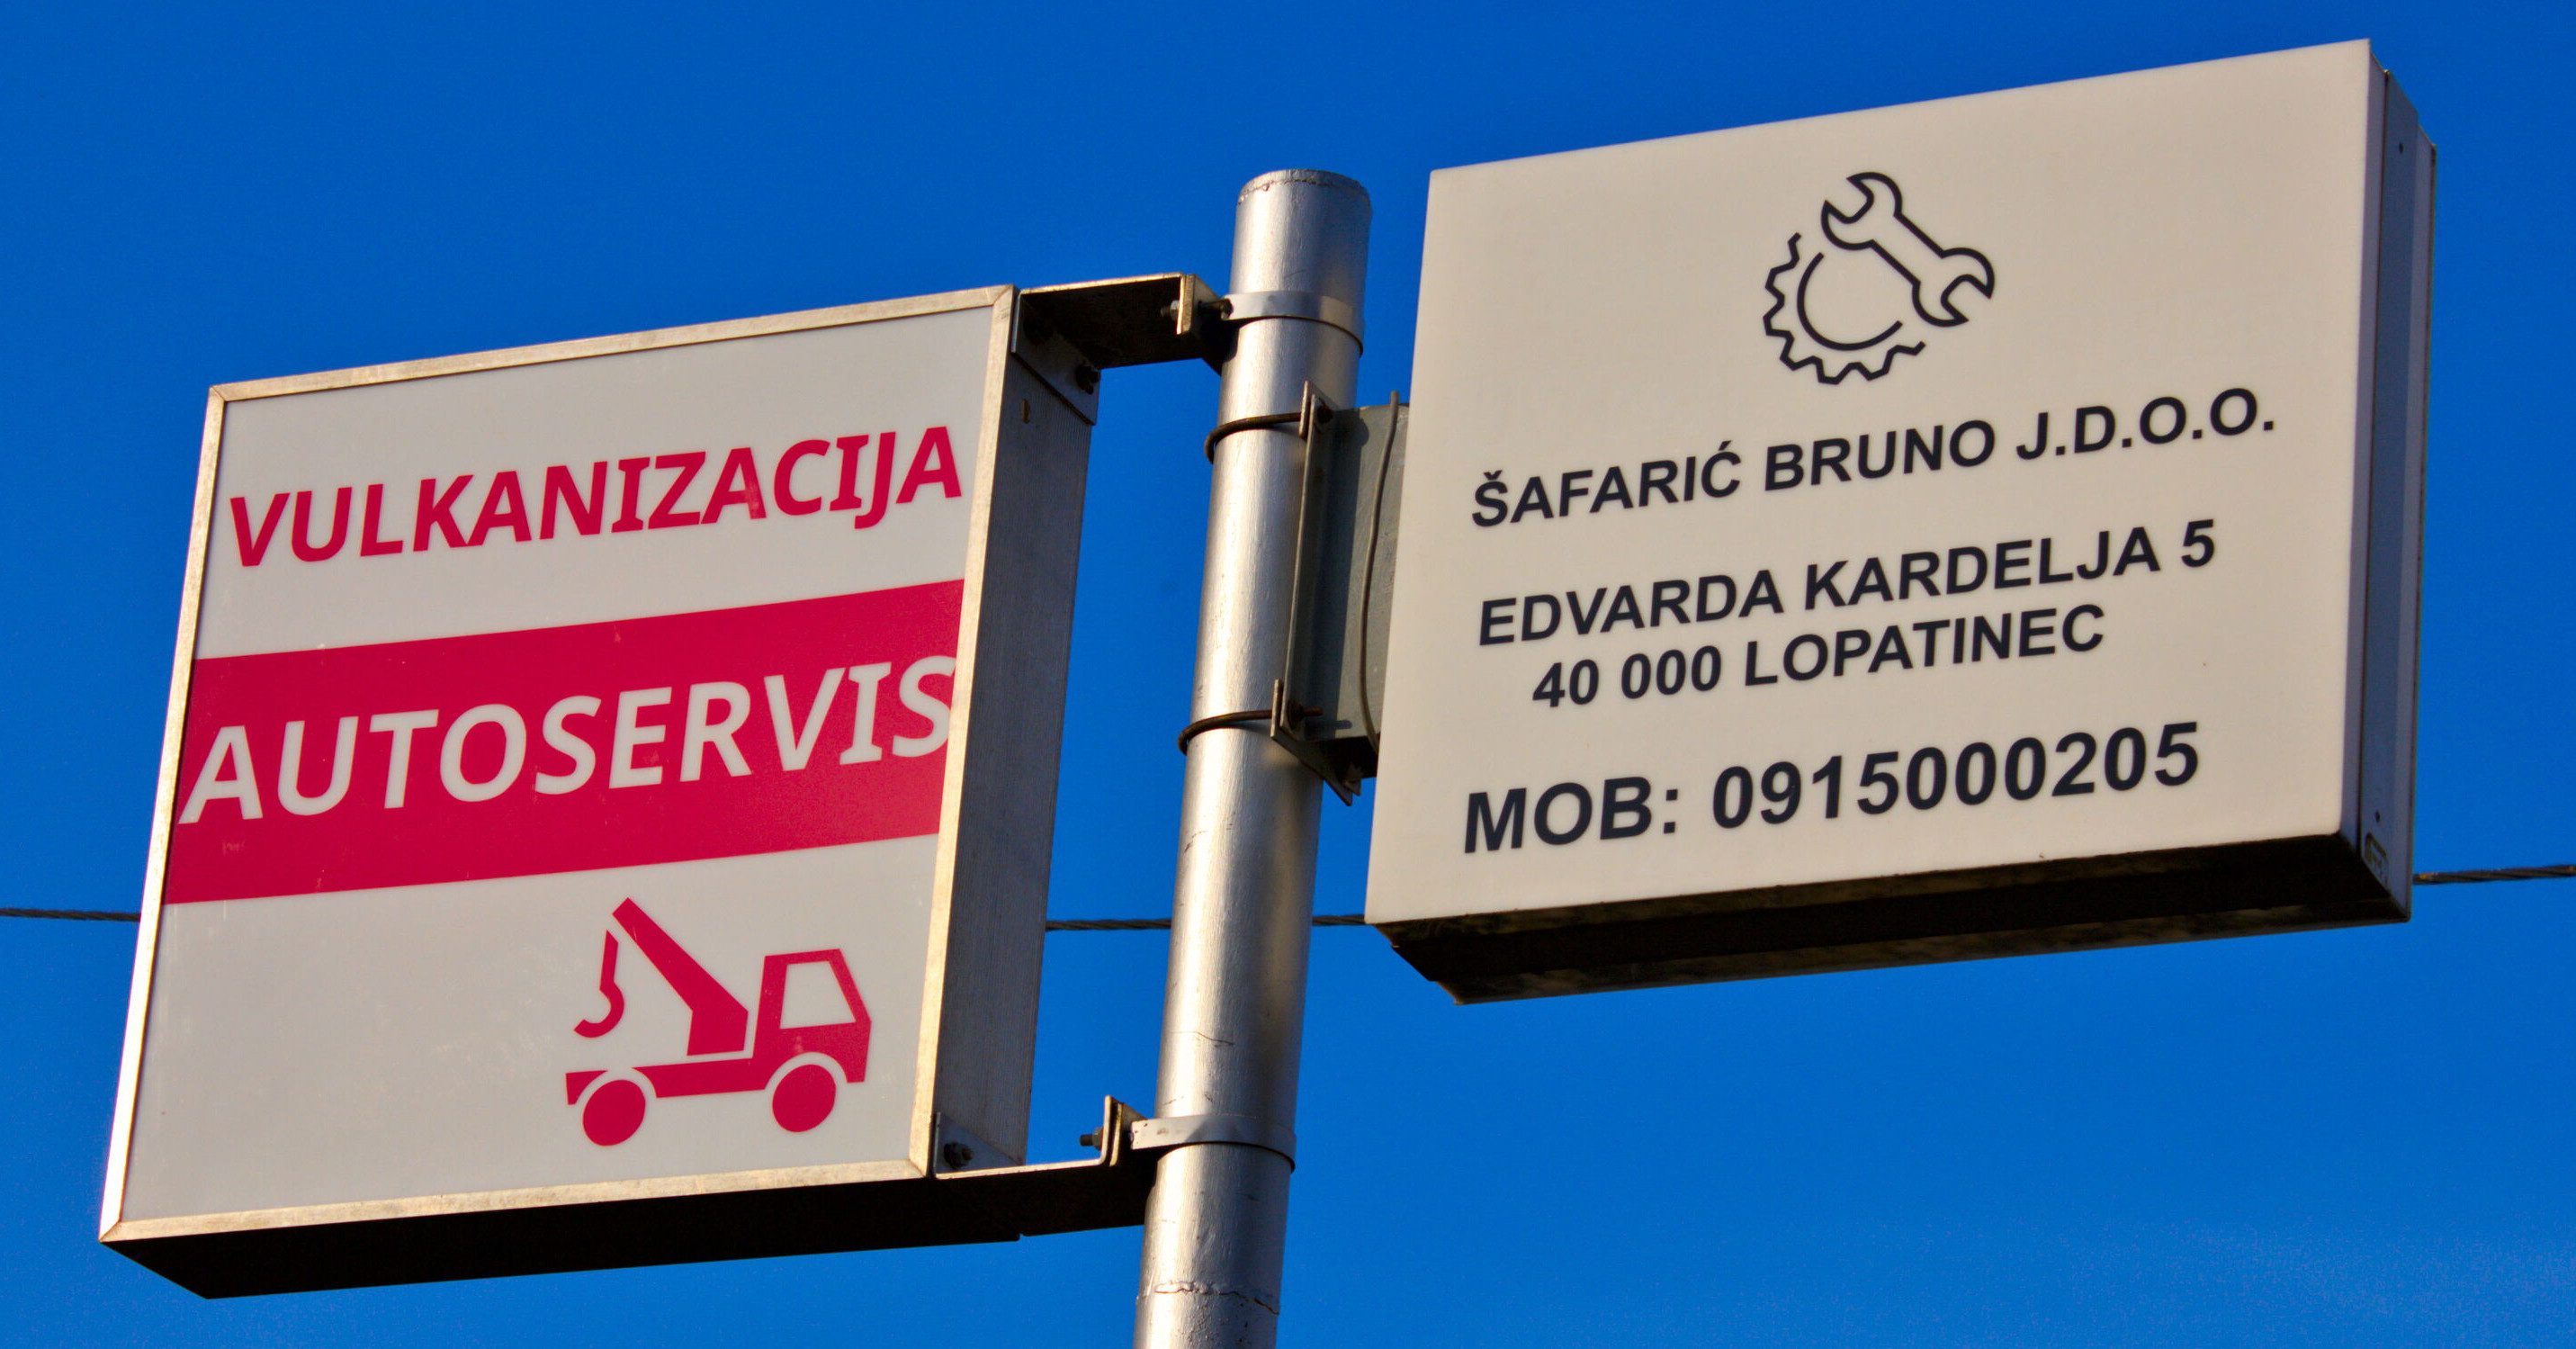 VULKANIZACIJA
AUTOSERVIS
ŠAFARIĆ BRUNO J.D.O.O.
EDVARDA KARDELJA 5
40 000 LOPATINEC
MOB: 0915000205